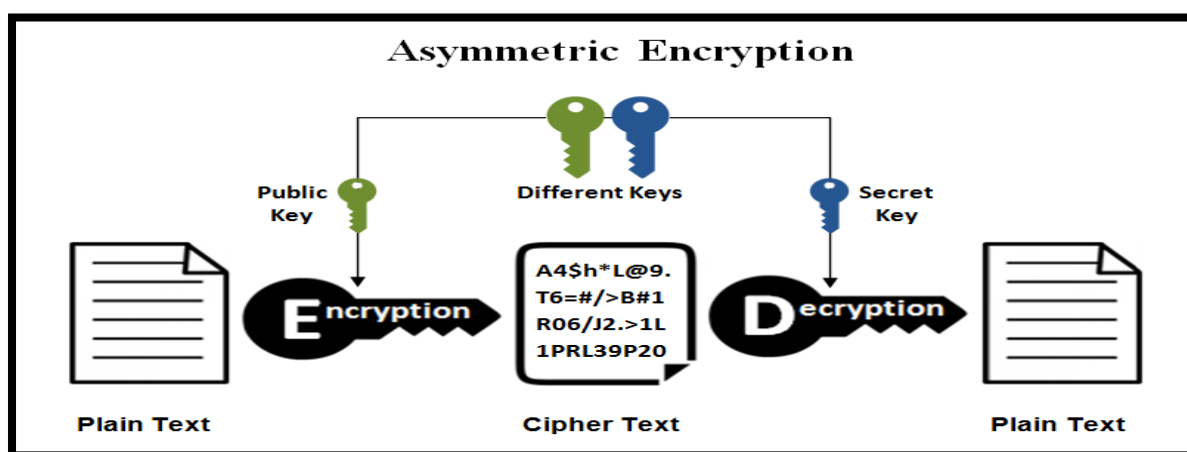 Asymmetric Encryption
Public
Key
Different Keys
Secret
Key
Encryption
A4$h*L@9.
T6=#/>B#1
R06/J2.>1L
1PRL39P20
Decryption
Plain Text
Cipher Text
Plain Text